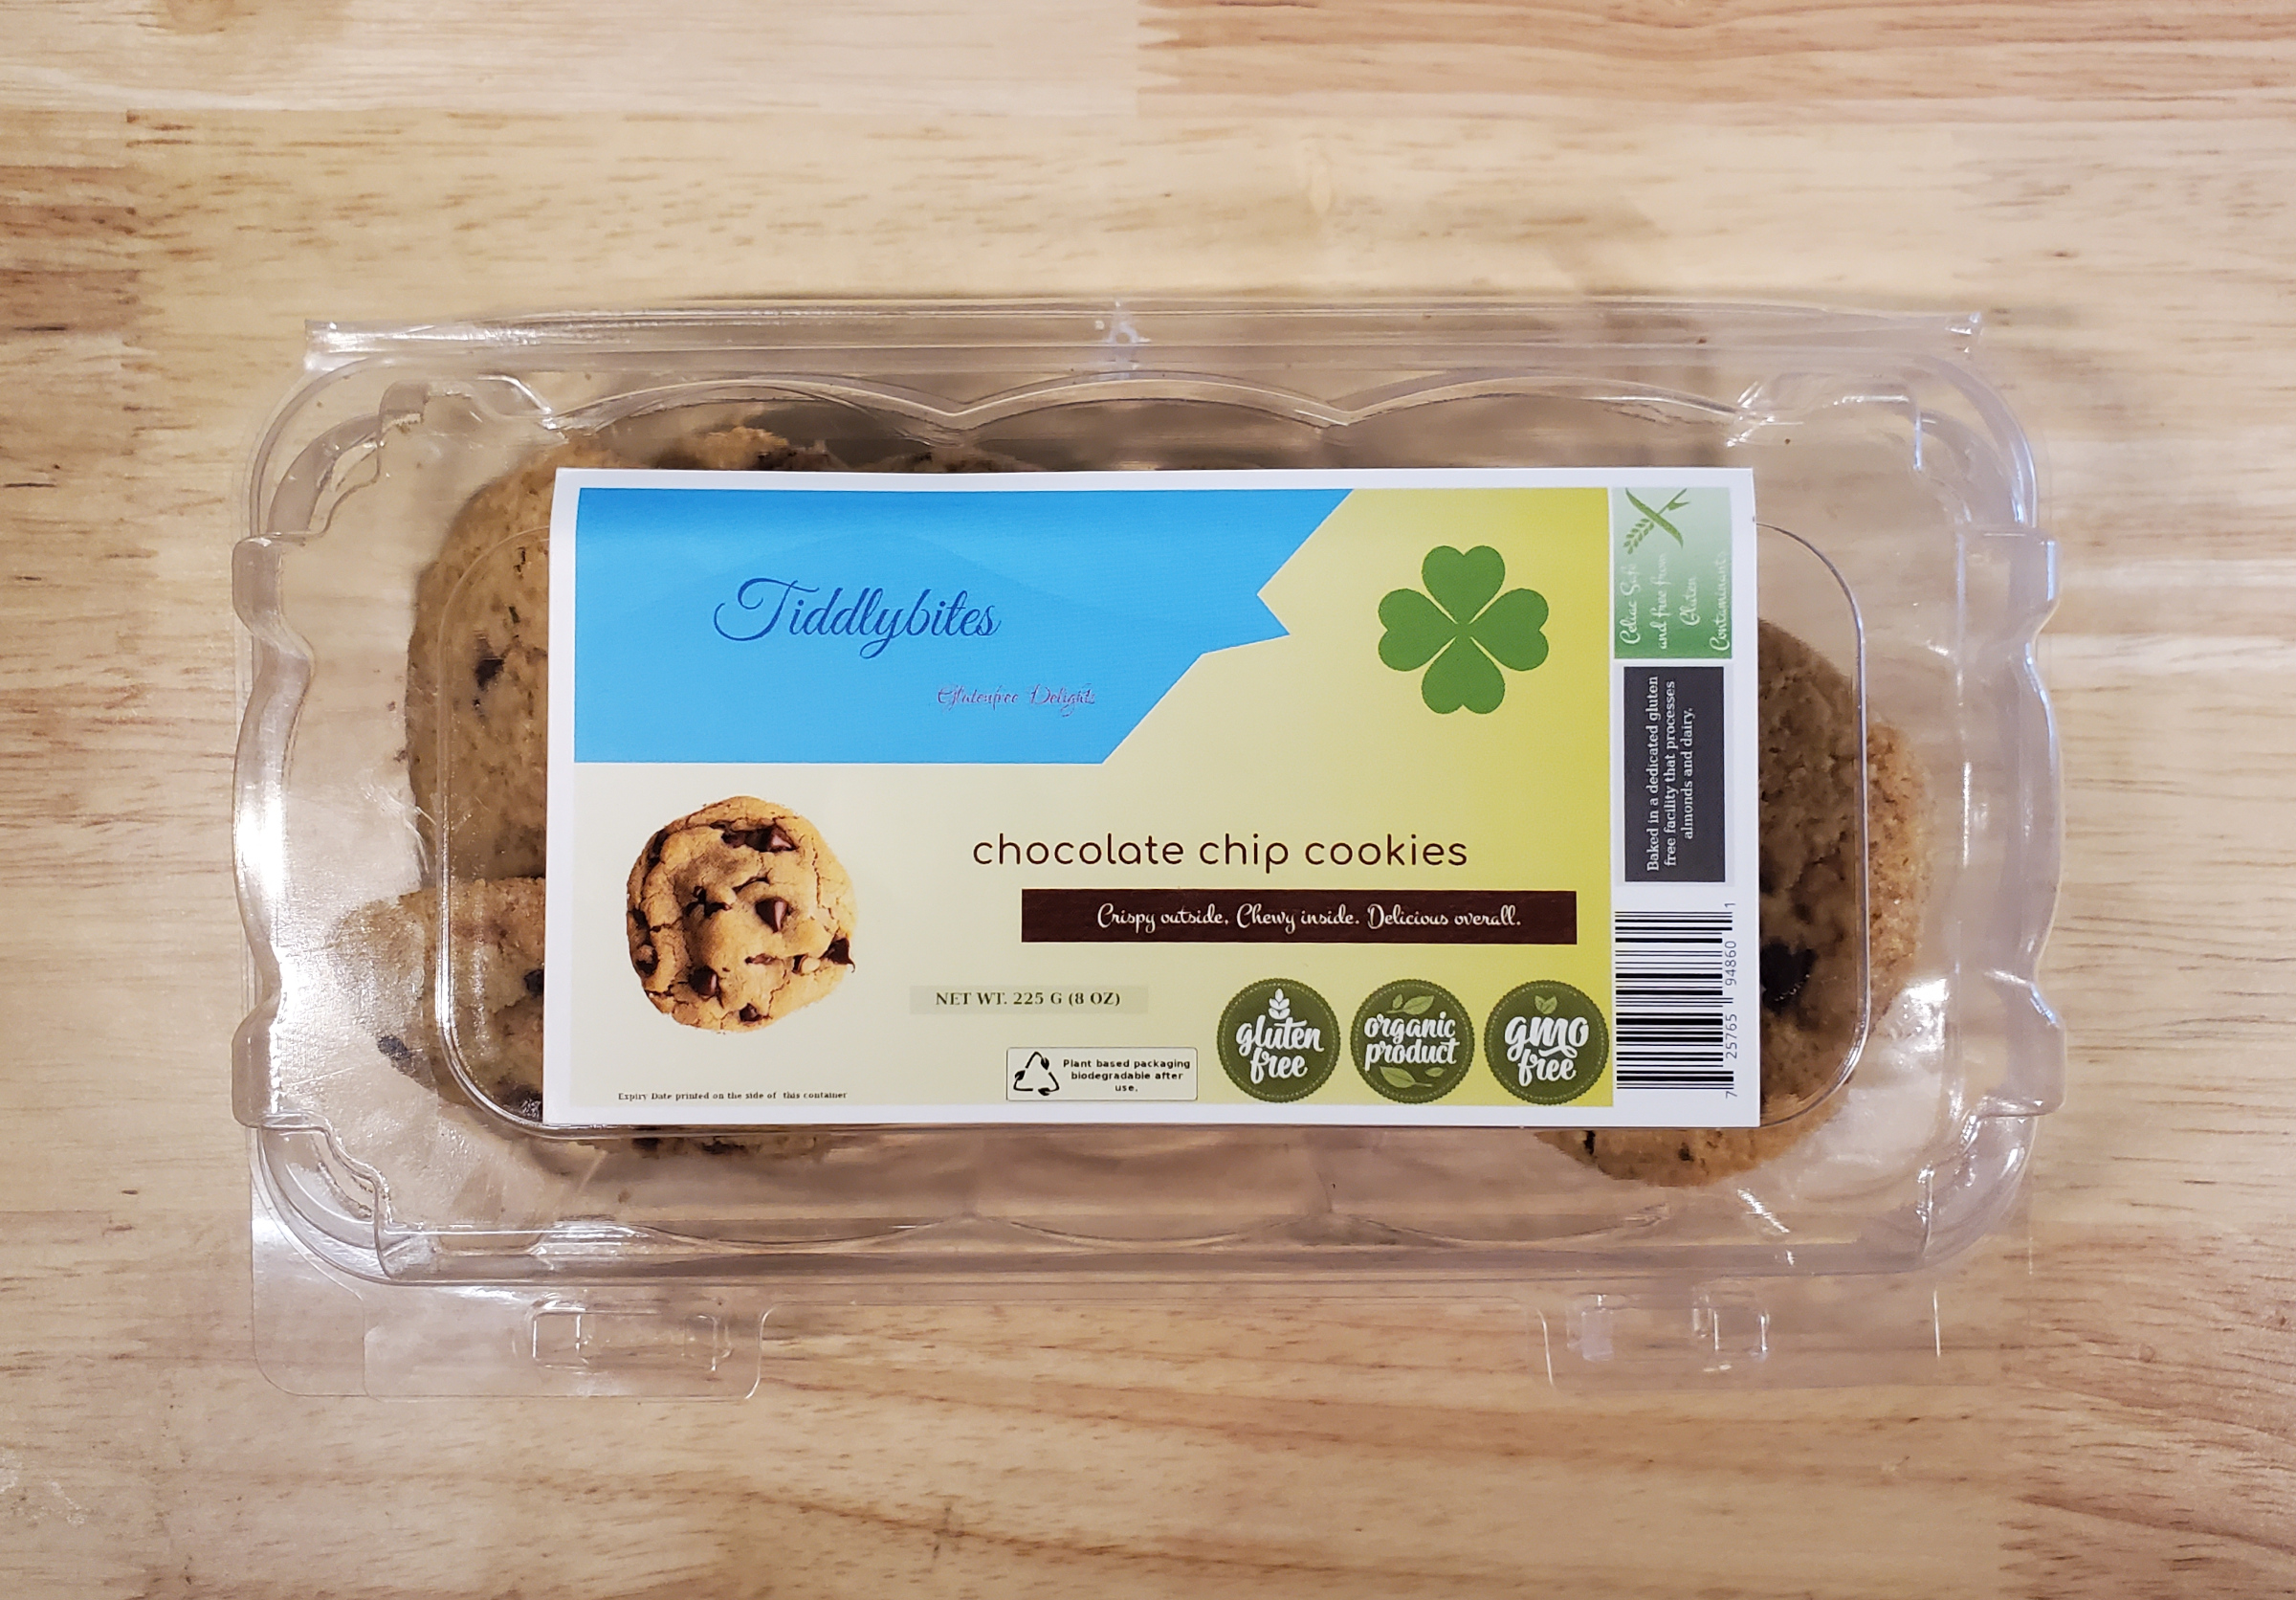 Tiddlybites
Glutenfree Delights
chocolate chip cookies
Crispy outside, Chewy inside. Delicious overall.
NET WT. 225 G (8 OZ)
Plant based packaging
biodegradable after
use.
Expiry Date printed on the side of this container
gluten
free
organic
product
gmo
free
Celiac Safe
and free from
Gluten
Contaminants
Baked in a dedicated gluten
free facility that processes
almonds and dairy.
7 25765 94860 1